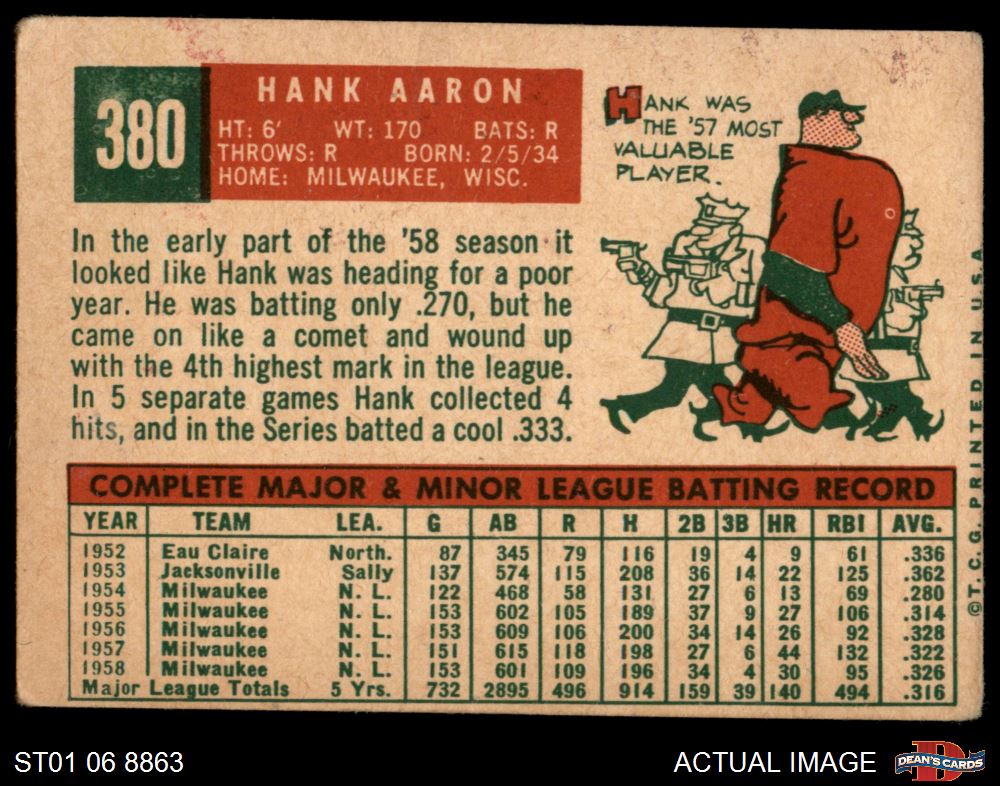 380
HANK AARON
HT: 6' WT: 170 BATS: R
THROWS: R BORN: 2/5/34
HOME: MILWAUKEE, WISC.
HANK WAS
THE '57 MOST
VALUABLE
PLAYER.
In the early part of the '58 season it
looked like Hank was heading for a poor
year. He was batting only .270, but he
came on like a comet and wound up
with the 4th highest mark in the league.
In 5 separate games Hank collected 4
hits, and in the Series batted a cool .333.
COMPLETE MAJOR & MINOR LEAGUE BATTING RECORD
YEAR TEAM LEA. G AB R H 2B 3B HR RBI AVG.
1952 Eau Claire North. 87 345 79 116 19 4 9 61 .336
1953 Jacksonville Sally 137 574 115 208 36 14 22 125 .362
1954 Milwaukee N. L. 122 468 58 131 27 6 13 69 .280
1955 Milwaukee N. L. 153 602 105 189 37 9 27 106 .314
1956 Milwaukee N. L. 153 609 106 200 34 14 26 92 .328
1957 Milwaukee N. L. 151 615 118 198 27 6 44 132 .322
1958 Milwaukee N. L. 153 601 109 196 34 4 30 95 .326
Major League Totals 5 Yrs. 732 2895 496 914 159 39 140 494 .316
©T. C. G. PRINTED IN U.S.A.
ST01 06 8863
ACTUAL IMAGE
DEAN'S CARDS